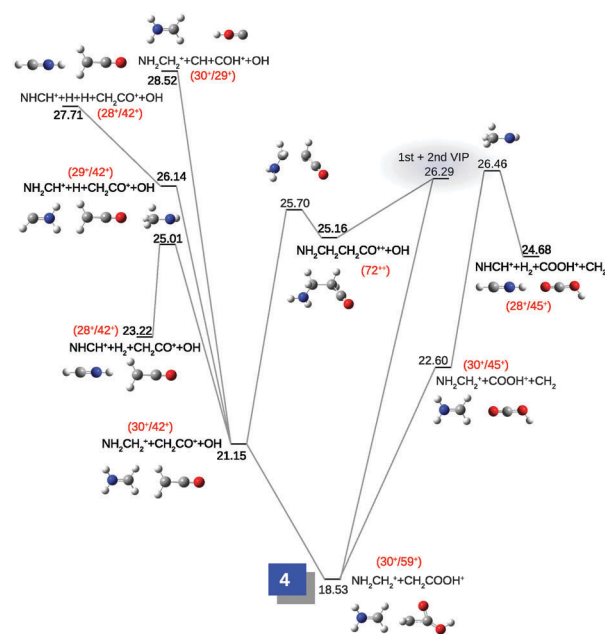 NH₂CH₂⁺+CH+COH⁺+OH
(30⁺/29⁺)
28.52
NHCH⁺+H+H+CH₂CO⁺+OH
27.71
(28⁺/42⁺)
(29⁺/42⁺)
26.14
NH₂CH⁺+H+CH₂CO⁺+OH
25.01
(28⁺/42⁺)
23.22
NHCH⁺+H₂+CH₂CO⁺+OH
(30⁺/42⁺)
NH₂CH₂⁺+CH₂CO⁺+OH
21.15
25.70
25.16
NH₂CH₂CH₂CO⁺⁺+OH
(72⁺⁺)
1st + 2nd VIP
26.29
26.46
24.68
NHCH⁺+H₂+COOH⁺+CH₂
(28⁺/45⁺)
22.60
(30⁺/45⁺)
NH₂CH₂⁺+COOH⁺+CH₂
4
18.53
(30⁺/59⁺)
NH₂CH₂⁺+CH₂COOH⁺